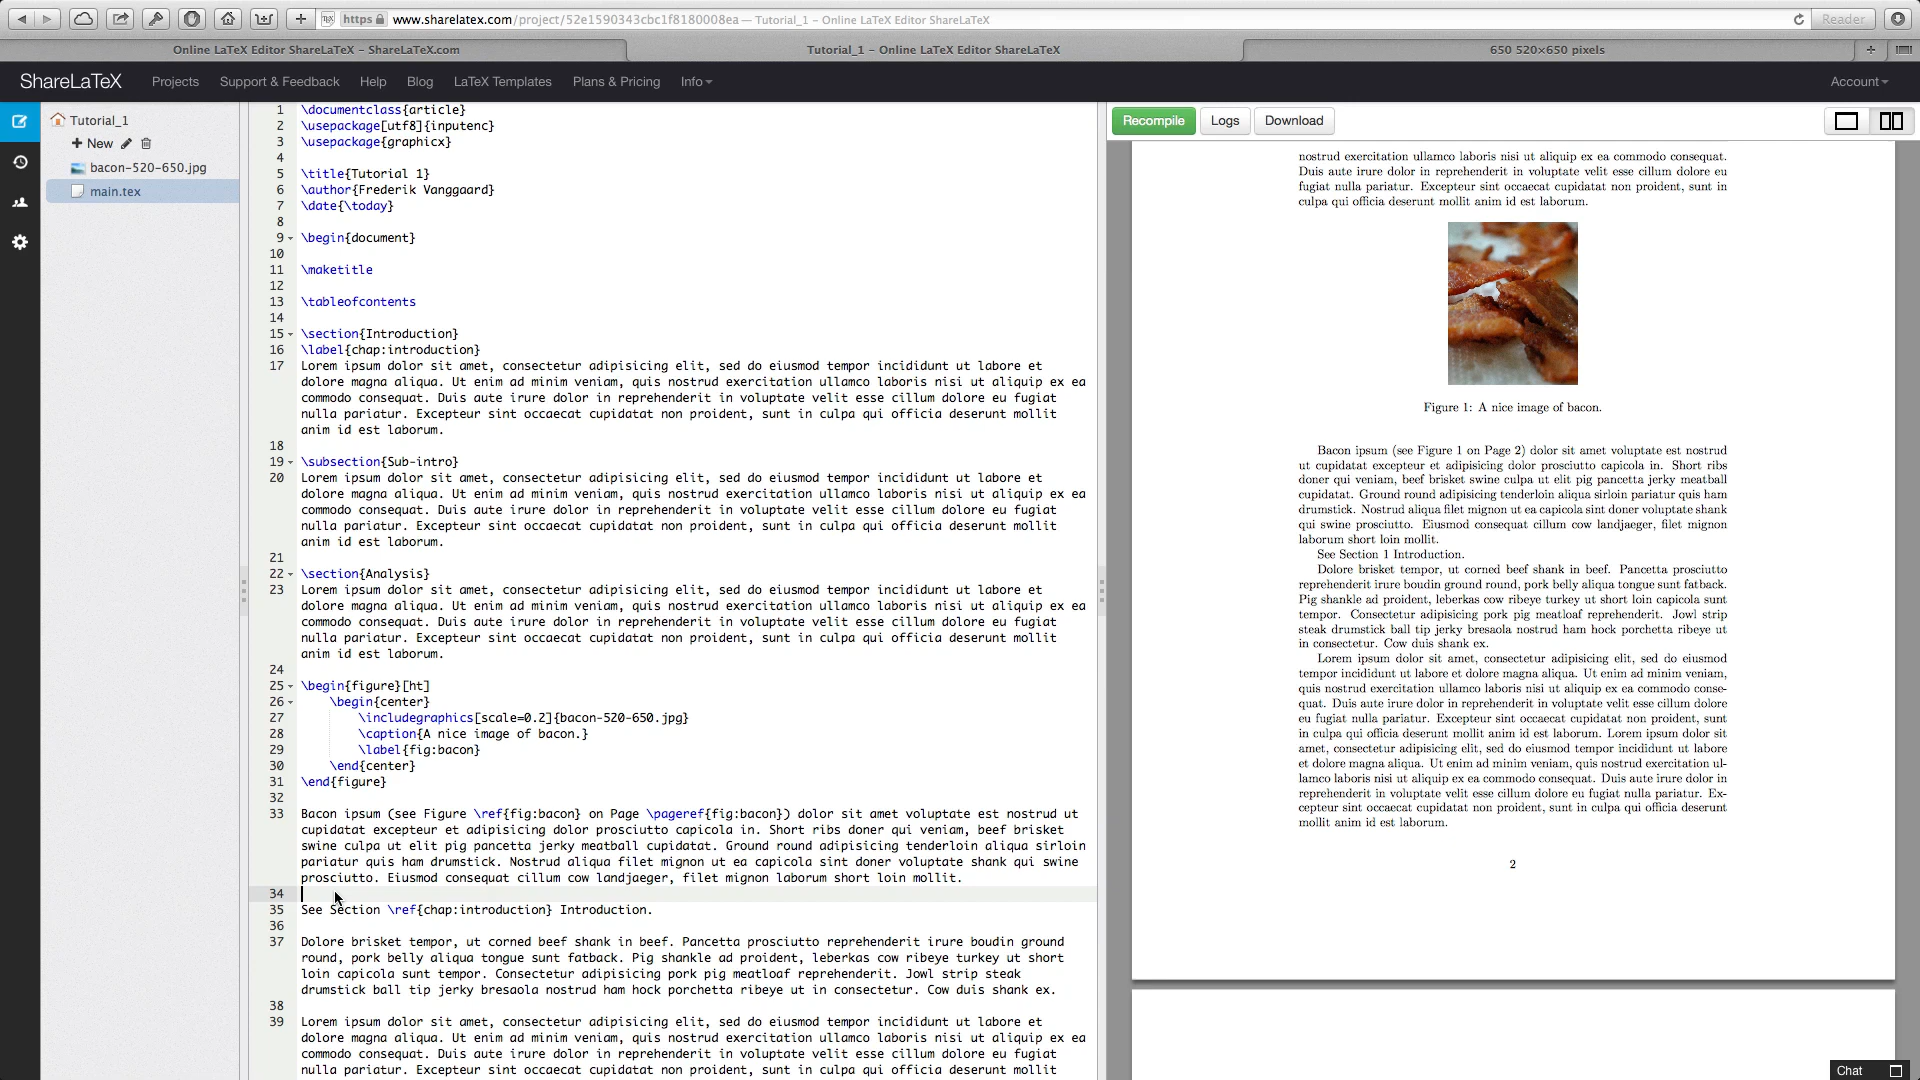 https www.sharelatex.com/project/52e1590343cbc1f8180008ea — Tutorial_1 – Online LaTeX Editor ShareLaTeX Reader
Online LaTeX Editor ShareLaTeX – ShareLaTeX.com
Tutorial_1 – Online LaTeX Editor ShareLaTeX
650 520×650 pixels
ShareLaTeX Projects Support & Feedback Help Blog LaTeX Templates Plans & Pricing Info Account
Tutorial_1
New
bacon-520-650.jpg
main.tex
1 \documentclass{article}
2 \usepackage[utf8]{inputenc}
3 \usepackage{graphicx}
4
5 \title{Tutorial 1}
6 \author{Frederik Vanggaard}
7 \date{\today}
8
9 \begin{document}
10
11 \maketitle
12
13 \tableofcontents
14
15 \section{Introduction}
16 \label{chap:introduction}
17 Lorem ipsum dolor sit amet, consectetur adipisicing elit, sed do eiusmod tempor incididunt ut labore et
dolore magna aliqua. Ut enim ad minim veniam, quis nostrud exercitation ullamco laboris nisi ut aliquip ex ea
commodo consequat. Duis aute irure dolor in reprehenderit in voluptate velit esse cillum dolore eu fugiat
nulla pariatur. Excepteur sint occaecat cupidatat non proident, sunt in culpa qui officia deserunt mollit
anim id est laborum.
18
19 \subsection{Sub-intro}
20 Lorem ipsum dolor sit amet, consectetur adipisicing elit, sed do eiusmod tempor incididunt ut labore et
dolore magna aliqua. Ut enim ad minim veniam, quis nostrud exercitation ullamco laboris nisi ut aliquip ex ea
commodo consequat. Duis aute irure dolor in reprehenderit in voluptate velit esse cillum dolore eu fugiat
nulla pariatur. Excepteur sint occaecat cupidatat non proident, sunt in culpa qui officia deserunt mollit
anim id est laborum.
21
22 \section{Analysis}
23 Lorem ipsum dolor sit amet, consectetur adipisicing elit, sed do eiusmod tempor incididunt ut labore et
dolore magna aliqua. Ut enim ad minim veniam, quis nostrud exercitation ullamco laboris nisi ut aliquip ex ea
commodo consequat. Duis aute irure dolor in reprehenderit in voluptate velit esse cillum dolore eu fugiat
nulla pariatur. Excepteur sint occaecat cupidatat non proident, sunt in culpa qui officia deserunt mollit
anim id est laborum.
24
25 \begin{figure}[ht]
26 \begin{center}
27 \includegraphics[scale=0.2]{bacon-520-650.jpg}
28 \caption{A nice image of bacon.}
29 \label{fig:bacon}
30 \end{center}
31 \end{figure}
32
33 Bacon ipsum (see Figure \ref{fig:bacon} on Page \pageref{fig:bacon}) dolor sit amet voluptate est nostrud ut
cupidatat excepteur et adipisicing dolor prosciutto capicola in. Short ribs doner qui veniam, beef brisket
swine culpa ut elit pig pancetta jerky meatball cupidatat. Ground round adipisicing tenderloin aliqua sirloin
pariatur quis ham drumstick. Nostrud aliqua filet mignon ut ea capicola sint doner voluptate shank qui swine
prosciutto. Eiusmod consequat cillum cow landjaeger, filet mignon laborum short loin mollit.
34
35 See Section \ref{chap:introduction} Introduction.
36
37 Dolore brisket tempor, ut corned beef shank in beef. Pancetta prosciutto reprehenderit irure boudin ground
round, pork belly aliqua tongue sunt fatback. Pig shankle ad proident, leberkas cow ribeye turkey ut short
loin capicola sunt tempor. Consectetur adipisicing pork pig meatloaf reprehenderit. Jowl strip steak
drumstick ball tip jerky bresaola nostrud ham hock porchetta ribeye ut in consectetur. Cow duis shank ex.
38
39 Lorem ipsum dolor sit amet, consectetur adipisicing elit, sed do eiusmod tempor incididunt ut labore et
dolore magna aliqua. Ut enim ad minim veniam, quis nostrud exercitation ullamco laboris nisi ut aliquip ex ea
commodo consequat. Duis aute irure dolor in reprehenderit in voluptate velit esse cillum dolore eu fugiat
nulla pariatur. Excepteur sint occaecat cupidatat non proident, sunt in culpa qui officia deserunt mollit
Recompile Logs Download
nostrud exercitation ullamco laboris nisi ut aliquip ex ea commodo consequat.
Duis aute irure dolor in reprehenderit in voluptate velit esse cillum dolore eu
fugiat nulla pariatur. Excepteur sint occaecat cupidatat non proident, sunt in
culpa qui officia deserunt mollit anim id est laborum.
Figure 1: A nice image of bacon.
Bacon ipsum (see Figure 1 on Page 2) dolor sit amet voluptate est nostrud
ut cupidatat excepteur et adipisicing dolor prosciutto capicola in. Short ribs
doner qui veniam, beef brisket swine culpa ut elit pig pancetta jerky meatball
cupidatat. Ground round adipisicing tenderloin aliqua sirloin pariatur quis ham
drumstick. Nostrud aliqua filet mignon ut ea capicola sint doner voluptate shank
qui swine prosciutto. Eiusmod consequat cillum cow landjaeger, filet mignon
laborum short loin mollit.
See Section 1 Introduction.
Dolore brisket tempor, ut corned beef shank in beef. Pancetta prosciutto
reprehenderit irure boudin ground round, pork belly aliqua tongue sunt fatback.
Pig shankle ad proident, leberkas cow ribeye turkey ut short loin capicola sunt
tempor. Consectetur adipisicing pork pig meatloaf reprehenderit. Jowl strip
steak drumstick ball tip jerky bresaola nostrud ham hock porchetta ribeye ut
in consectetur. Cow duis shank ex.
Lorem ipsum dolor sit amet, consectetur adipisicing elit, sed do eiusmod
tempor incididunt ut labore et dolore magna aliqua. Ut enim ad minim veniam,
quis nostrud exercitation ullamco laboris nisi ut aliquip ex ea commodo conse-
quat. Duis aute irure dolor in reprehenderit in voluptate velit esse cillum dolore
eu fugiat nulla pariatur. Excepteur sint occaecat cupidatat non proident, sunt
in culpa qui officia deserunt mollit anim id est laborum. Lorem ipsum dolor sit
amet, consectetur adipisicing elit, sed do eiusmod tempor incididunt ut labore
et dolore magna aliqua. Ut enim ad minim veniam, quis nostrud exercitation ul-
lamco laboris nisi ut aliquip ex ea commodo consequat. Duis aute irure dolor in
reprehenderit in voluptate velit esse cillum dolore eu fugiat nulla pariatur. Ex-
cepteur sint occaecat cupidatat non proident, sunt in culpa qui officia deserunt
mollit anim id est laborum.
2
Chat